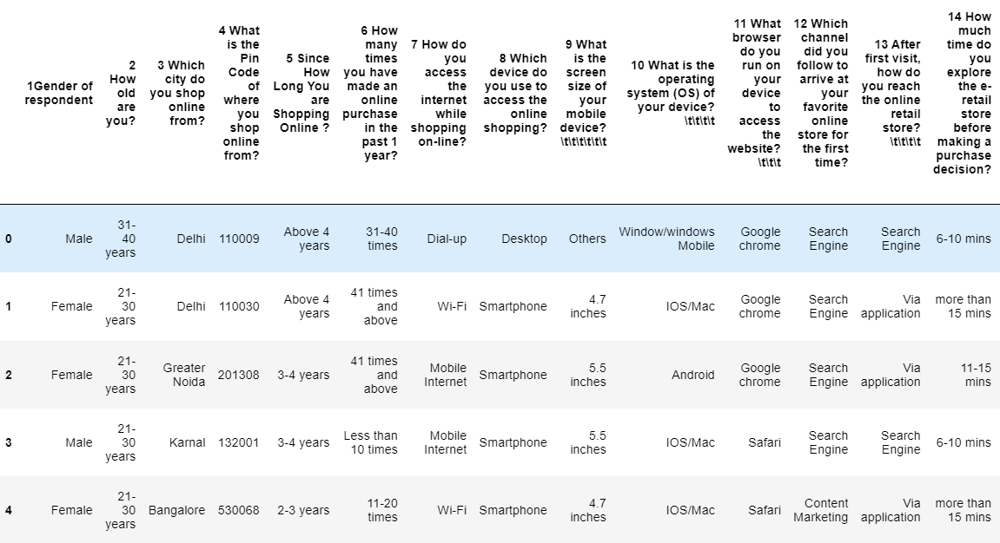 1Gender of respondent
2 How old are you?
3 Which city do you shop online from?
4 What is the Pin Code of where you shop online from?
5 Since How Long You are Shopping Online ?
6 How many times you have made an online purchase in the past 1 year?
7 How do you access the internet while shopping on-line?
8 Which device do you use to access the online shopping?
9 What is the screen size of your mobile device? \t\t\t\t\t\t
10 What is the operating system (OS) of your device? \t\t\t\t
11 What browser do you run on your device to access the website? \t\t\t
12 Which channel did you follow to arrive at your favorite online store for the first time?
13 After first visit, how do you reach the online retail store? \t\t\t\t
14 How much time do you explore the e- retail store before making a purchase decision?
0 Male 31- 40 years Delhi 110009 Above 4 years 31-40 times Dial-up Desktop Others Window/windows Mobile Google chrome Search Engine Search Engine 6-10 mins
1 Female 21- 30 years Delhi 110030 Above 4 years 41 times and above Wi-Fi Smartphone 4.7 inches IOS/Mac Google chrome Search Engine Via application more than 15 mins
2 Female 21- 30 years Greater Noida 201308 3-4 years 41 times and above Mobile Internet Smartphone 5.5 inches Android Google chrome Search Engine Via application 11-15 mins
3 Male 21- 30 years Karnal 132001 3-4 years Less than 10 times Mobile Internet Smartphone 5.5 inches IOS/Mac Safari Search Engine Search Engine 6-10 mins
4 Female 21- 30 years Bangalore 530068 2-3 years 11-20 times Wi-Fi Smartphone 4.7 inches IOS/Mac Safari Content Marketing Via application more than 15 mins